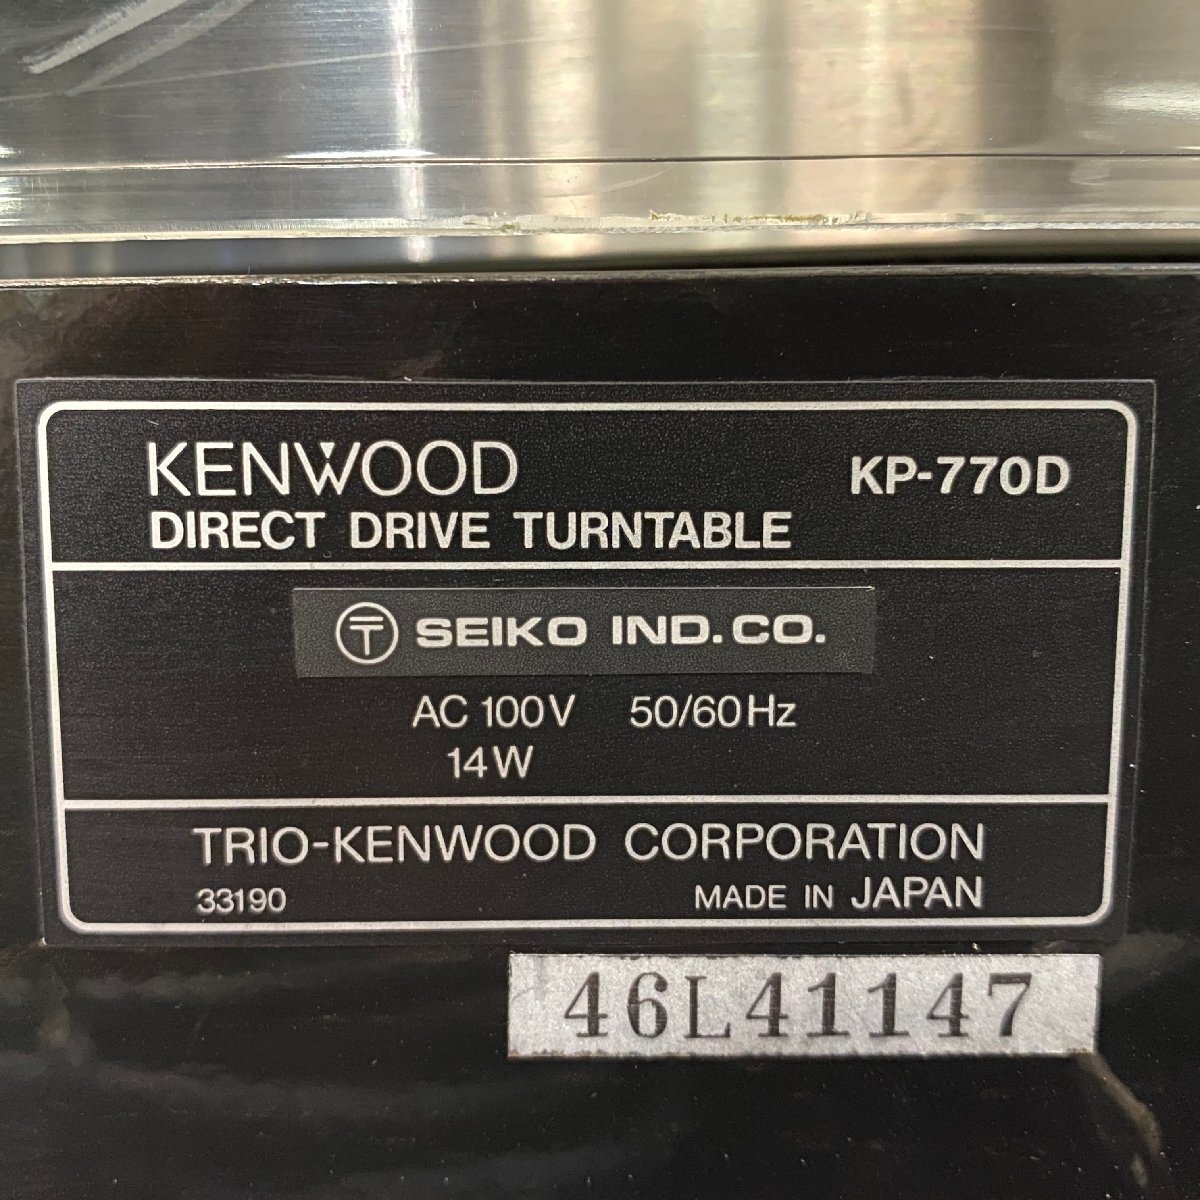 KENWOOD KP-770D
DIRECT DRIVE TURNTABLE
〒 SEIKO IND. CO.
AC 100V 50/60Hz
14W
TRIO-KENWOOD CORPORATION
33190 MADE IN JAPAN
46L41147